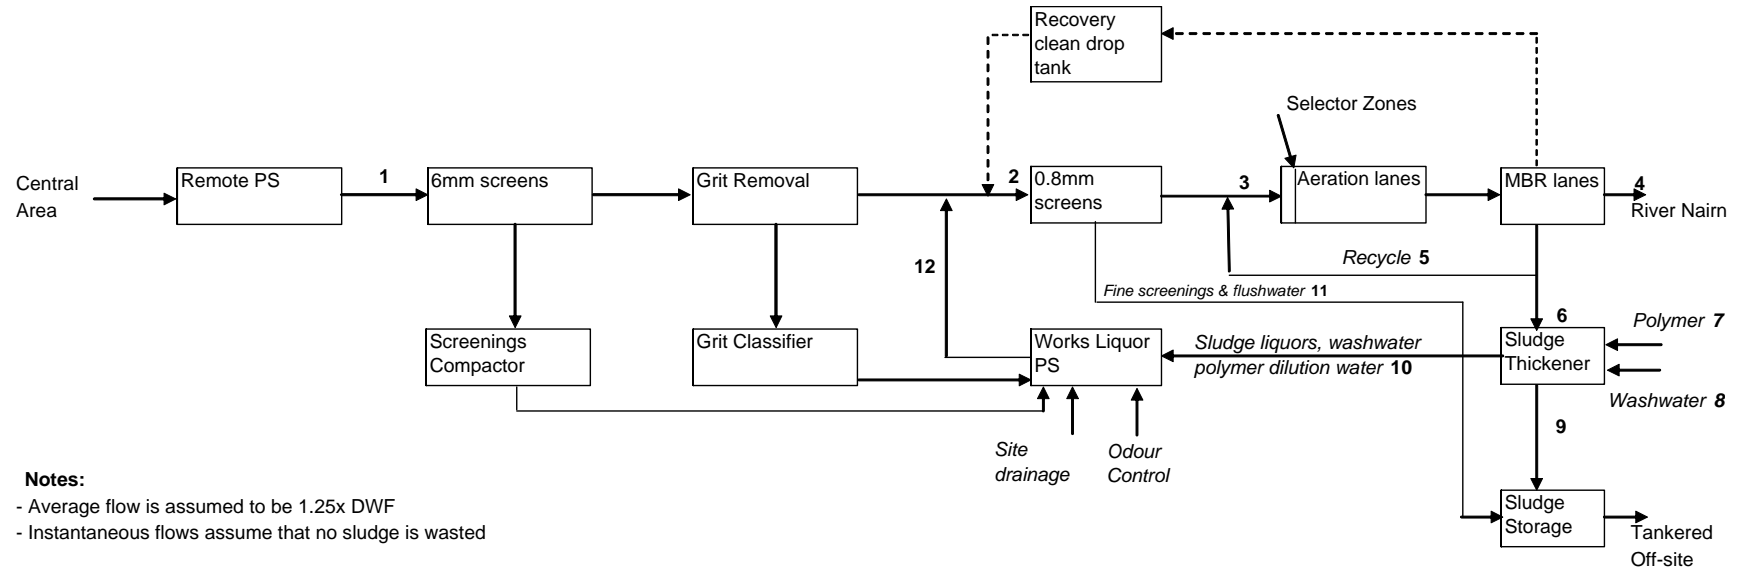 Recovery
clean drop
tank
Selector Zones
Central
Area
Remote PS
1
6mm screens
Grit Removal
2
0.8mm
screens
3
Aeration lanes
MBR lanes
4
River Nairn
12
Recycle 5
Fine screenings & flushwater 11
Screenings
Compactor
Grit Classifier
Works Liquor
PS
Sludge liquors, washwater
polymer dilution water 10
6
Sludge
Thickener
Polymer 7
Washwater 8
9
Site
drainage
Odour
Control
Notes:
- Average flow is assumed to be 1.25x DWF
- Instantaneous flows assume that no sludge is wasted
Sludge
Storage
Tankered
Off-site